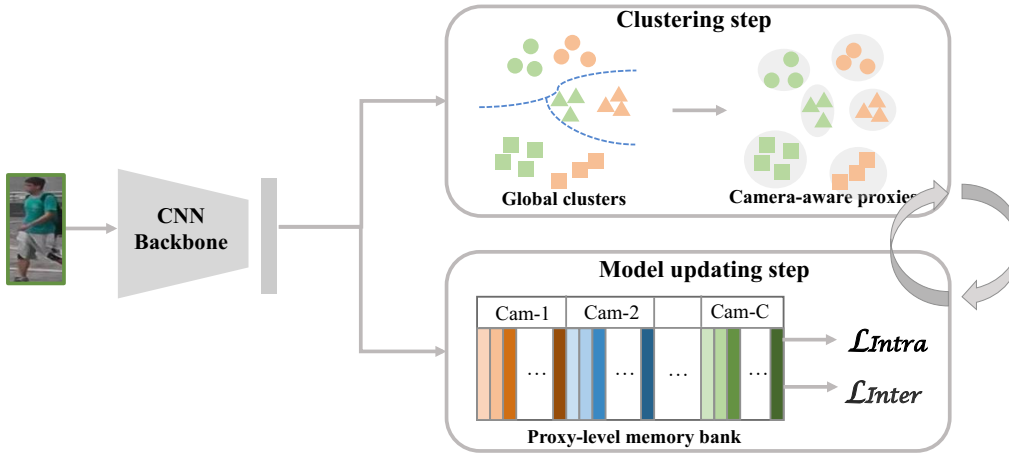 Clustering step
Global clusters
Camera-aware proxies
CNN
Backbone
Model updating step
Cam-1 Cam-2 Cam-C
... ... ... ...
ℒIntra
ℒInter
Proxy-level memory bank